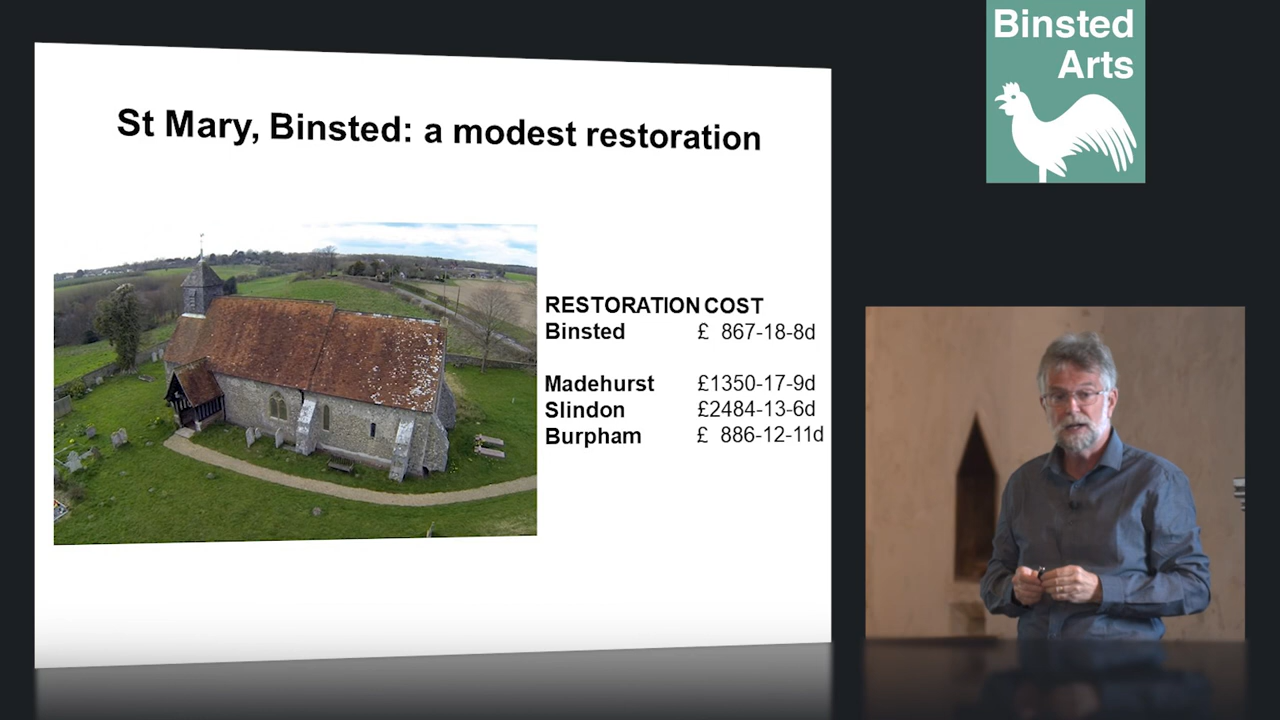 St Mary, Binsted: a modest restoration
RESTORATION COST
Binsted £ 867-18-8d
Madehurst £1350-17-9d
Slindon £2484-13-6d
Burpham £ 886-12-11d
Binsted
Arts